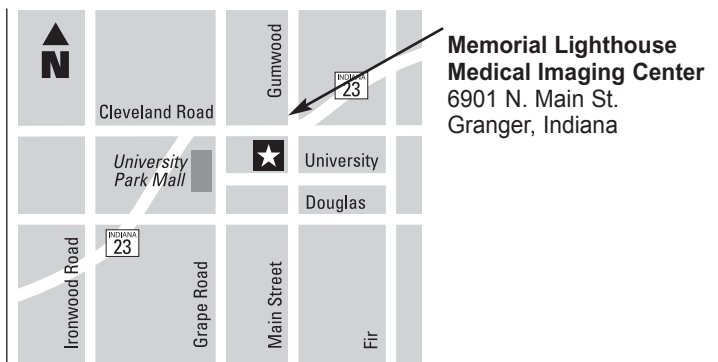 N
Gumwood
INDIANA
23
Cleveland Road
Memorial Lighthouse
Medical Imaging Center
6901 N. Main St.
Granger, Indiana
University
Park Mall
University
Douglas
INDIANA
23
Ironwood Road
Grape Road
Main Street
Fir